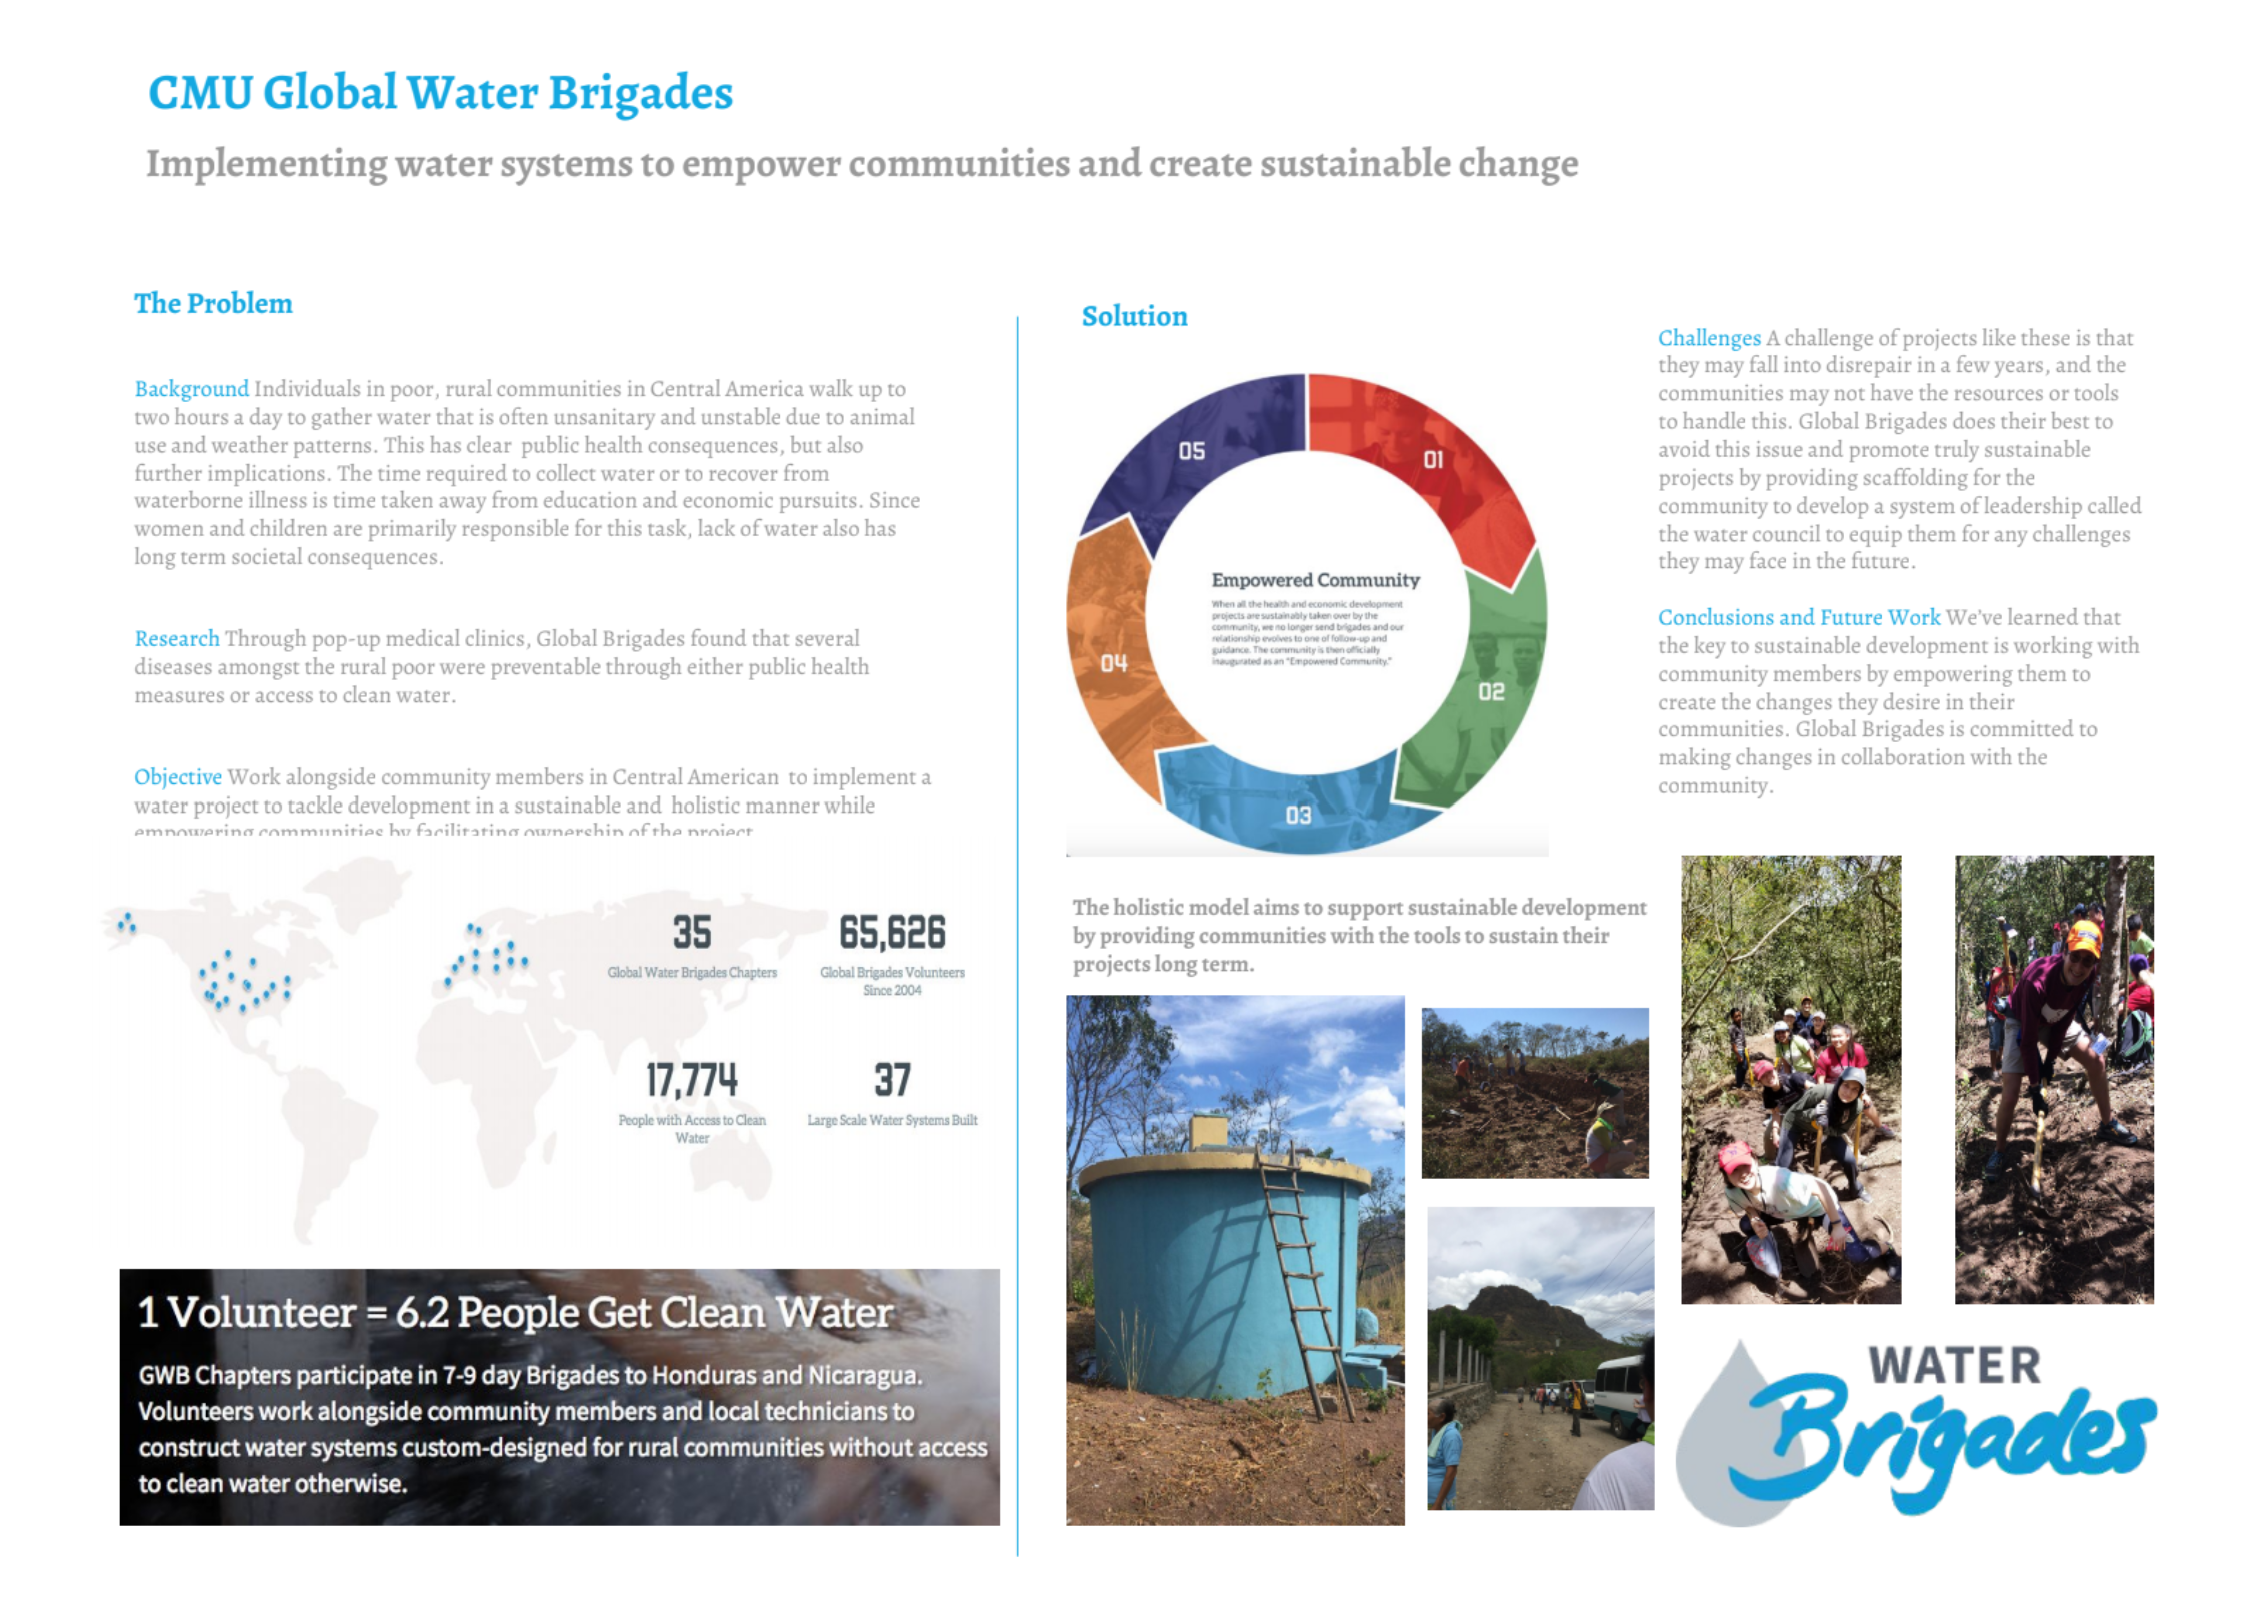 CMU Global Water Brigades
Implementing water systems to empower communities and create sustainable change
The Problem
Background Individuals in poor, rural communities in Central America walk up to
two hours a day to gather water that is often unsanitary and unstable due to animal
use and weather patterns. This has clear public health consequences, but also
further implications. The time required to collect water or to recover from
waterborne illness is time taken away from education and economic pursuits. Since
women and children are primarily responsible for this task, lack of water also has
long term societal consequences.
Research Through pop-up medical clinics, Global Brigades found that several
diseases amongst the rural poor were preventable through either public health
measures or access to clean water.
Objective Work alongside community members in Central American to implement a
water project to tackle development in a sustainable and holistic manner while
empowering communities by facilitating ownership of the project
35
Global Water Brigades Chapters
65,626
Global Brigades Volunteers
Since 2004
17,774
People with Access to Clean
Water
37
Large Scale Water Systems Built
1 Volunteer = 6.2 People Get Clean Water
GWB Chapters participate in 7-9 day Brigades to Honduras and Nicaragua.
Volunteers work alongside community members and local technicians to
construct water systems custom-designed for rural communities without access
to clean water otherwise.
Solution
05
01
04
02
03
Empowered Community
When all the health and economic development
projects are sustainably taken over by the
community, we no longer send brigades and our
relationship evolves to one of follow-up and
guidance. The community is then officially
inaugurated as an "Empowered Community."
The holistic model aims to support sustainable development
by providing communities with the tools to sustain their
projects long term.
Challenges A challenge of projects like these is that
they may fall into disrepair in a few years, and the
communities may not have the resources or tools
to handle this. Global Brigades does their best to
avoid this issue and promote truly sustainable
projects by providing scaffolding for the
community to develop a system of leadership called
the water council to equip them for any challenges
they may face in the future.
Conclusions and Future Work We've learned that
the key to sustainable development is working with
community members by empowering them to
create the changes they desire in their
communities. Global Brigades is committed to
making changes in collaboration with the
community.
WATER
Brigades